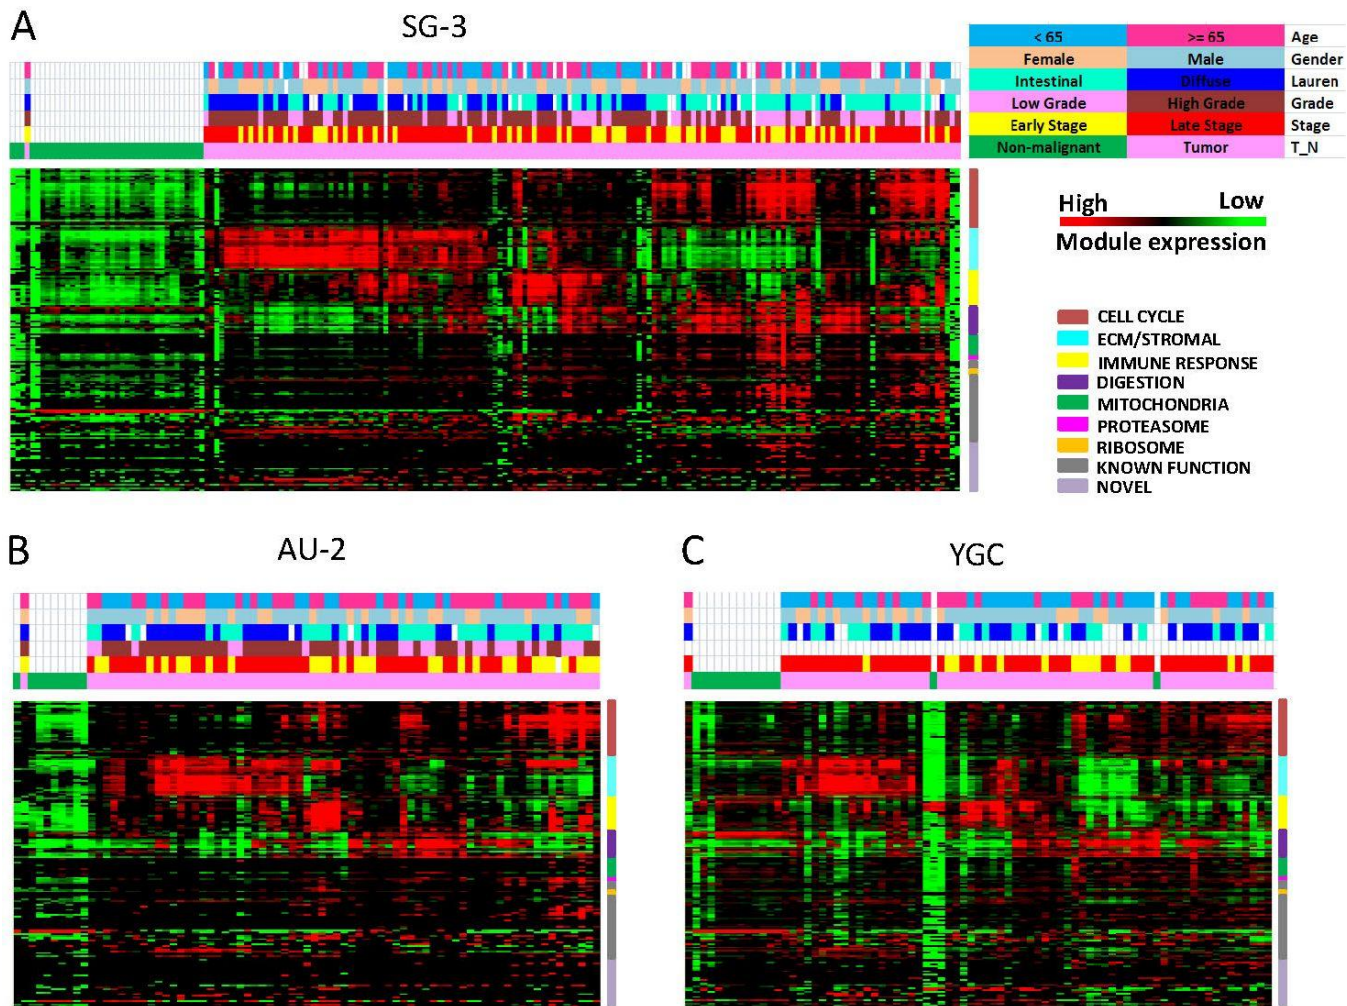 A
SG-3
< 65 >= 65 Age
Female Male Gender
Intestinal Diffuse Lauren
Low Grade High Grade Grade
Early Stage Late Stage Stage
Non-malignant Tumor T_N
High Low
Module expression
CELL CYCLE
ECM/STROMAL
IMMUNE RESPONSE
DIGESTION
MITOCHONDRIA
PROTEASOME
RIBOSOME
KNOWN FUNCTION
NOVEL
B
AU-2
C
YGC